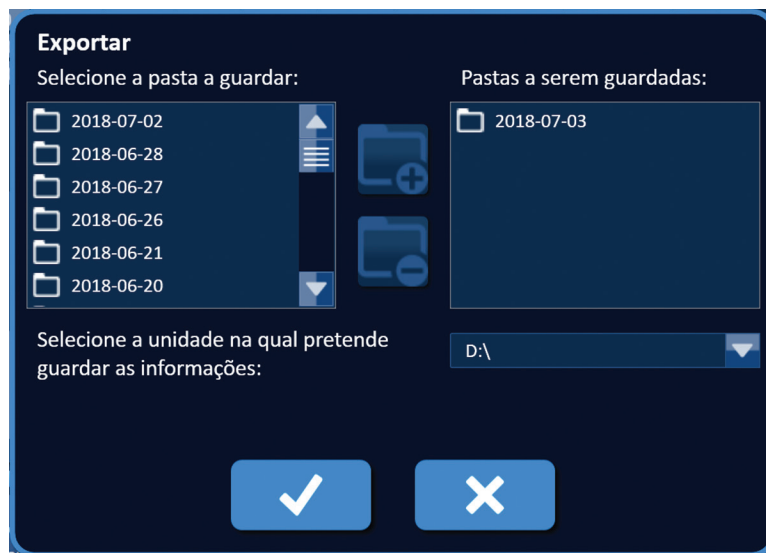 Exportar
Selecione a pasta a guardar:
2018-07-02
2018-06-28
2018-06-27
2018-06-26
2018-06-21
2018-06-20
Pastas a serem guardadas:
2018-07-03
Selecione a unidade na qual pretende
guardar as informações:
D:\